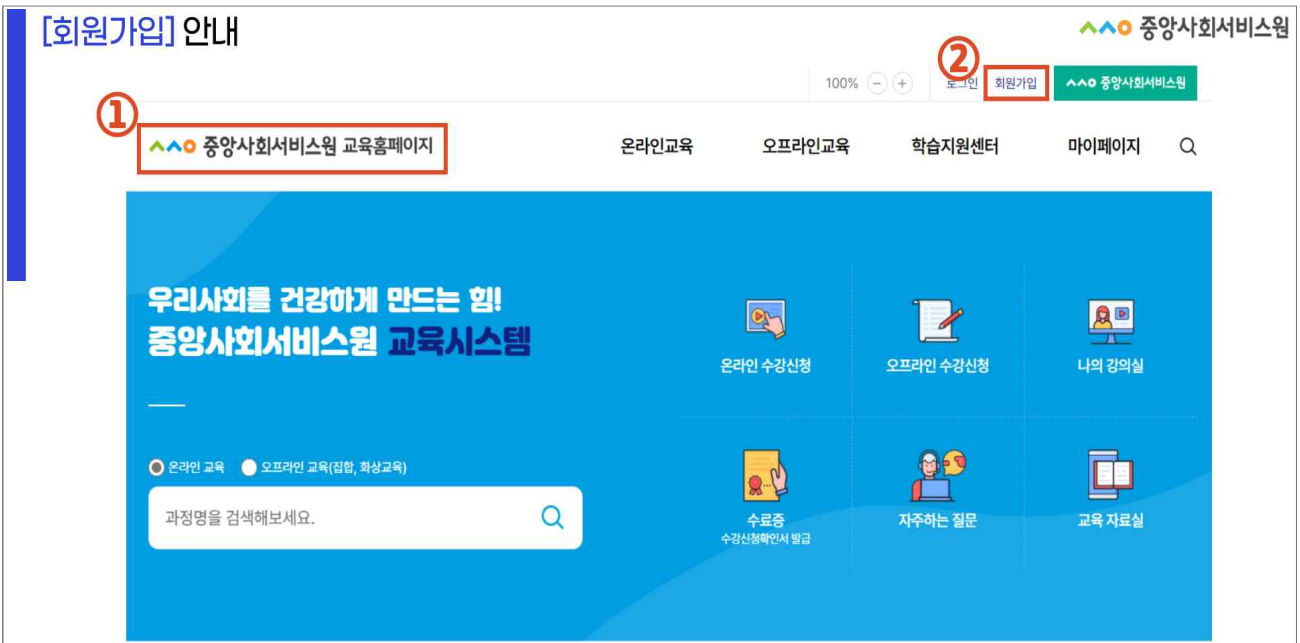 [회원가입] 안내
중앙사회서비스원
②
100% − +
로그인 회원가입
중앙사회서비스원
①
중앙사회서비스원 교육홈페이지
온라인교육 오프라인교육 학습지원센터 마이페이지
우리사회를 건강하게 만드는 힘!
중앙사회서비스원 교육시스템
온라인 수강신청 오프라인 수강신청 나의 강의실
온라인 교육 오프라인 교육(집합, 화상교육)
과정명을 검색해보세요.
수료증 자주하는 질문 교육 자료실
수강신청확인서 발급